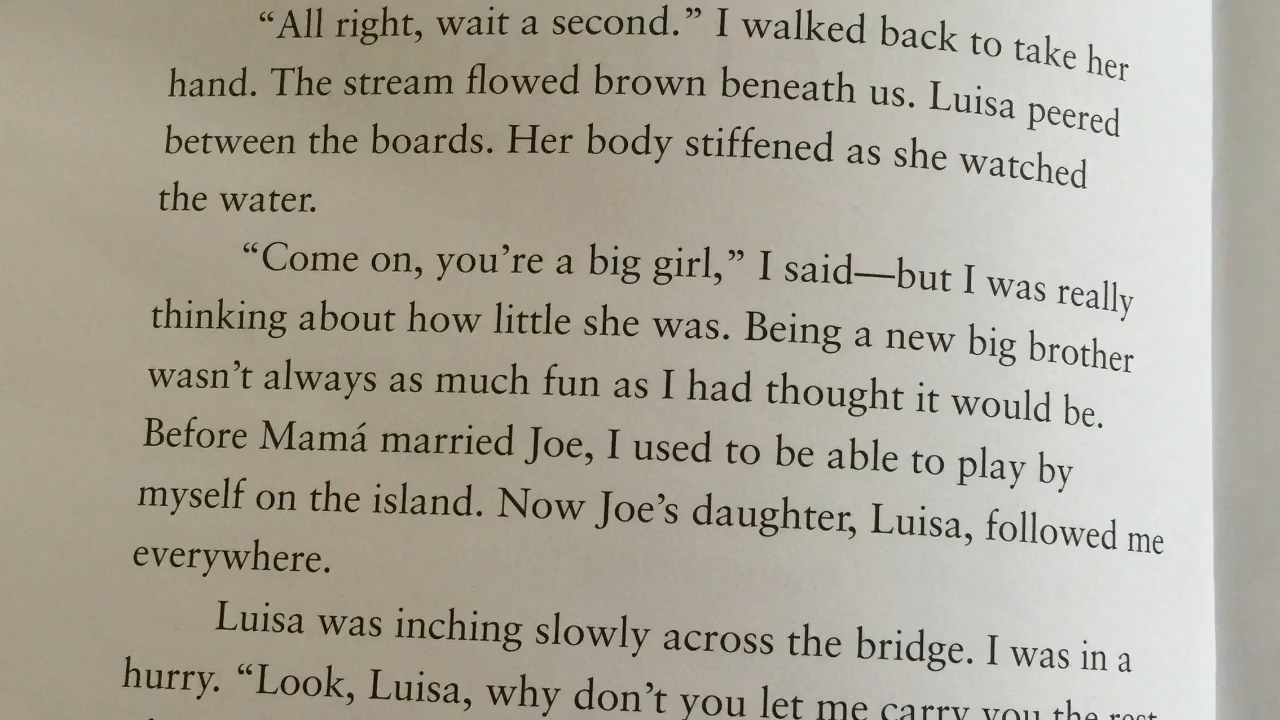 “All right, wait a second.” I walked back to take her
hand. The stream flowed brown beneath us. Luisa peered
between the boards. Her body stiffened as she watched
the water.
“Come on, you’re a big girl,” I said—but I was really
thinking about how little she was. Being a new big brother
wasn’t always as much fun as I had thought it would be.
Before Mamá married Joe, I used to be able to play by
myself on the island. Now Joe’s daughter, Luisa, followed me
everywhere.
Luisa was inching slowly across the bridge. I was in a
hurry. “Look, Luisa, why don’t you let me carry you the rest